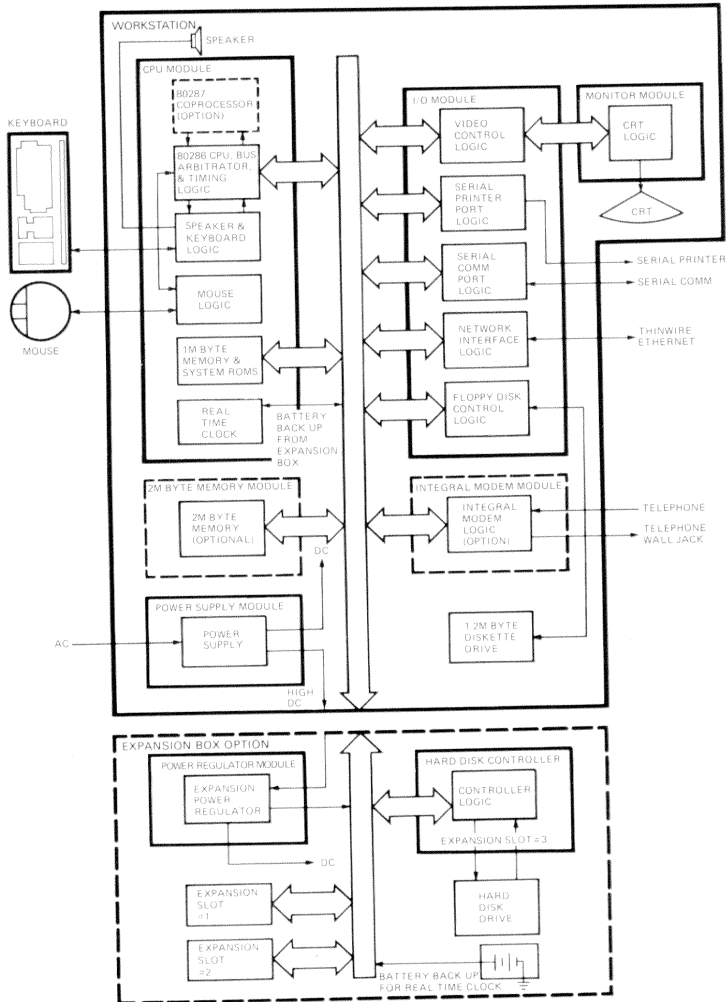 WORKSTATION
SPEAKER
CPU MODULE
80287
COPROCESSOR
(OPTION)
80286 CPU, BUS
ARBITRATOR,
& TIMING
LOGIC
SPEAKER &
KEYBOARD
LOGIC
MOUSE
LOGIC
1M BYTE
MEMORY &
SYSTEM ROMS
REAL
TIME
CLOCK
BATTERY
BACK UP
FROM
EXPANSION
BOX
KEYBOARD
MOUSE
I/O MODULE
VIDEO
CONTROL
LOGIC
SERIAL
PRINTER
PORT
LOGIC
SERIAL
COMM
PORT
LOGIC
NETWORK
INTERFACE
LOGIC
FLOPPY DISK
CONTROL
LOGIC
MONITOR MODULE
CRT
LOGIC
CRT
SERIAL PRINTER
SERIAL COMM
THINWIRE
ETHERNET
2M BYTE MEMORY MODULE
2M BYTE
MEMORY
(OPTIONAL)
INTEGRAL MODEM MODULE
INTEGRAL
MODEM
LOGIC
(OPTION)
TELEPHONE
TELEPHONE
WALL JACK
DC
POWER SUPPLY MODULE
POWER
SUPPLY
AC
HIGH
DC
1.2M BYTE
DISKETTE
DRIVE
EXPANSION BOX OPTION
POWER REGULATOR MODULE
EXPANSION
POWER
REGULATOR
DC
HARD DISK CONTROLLER
CONTROLLER
LOGIC
EXPANSION SLOT #3
EXPANSION
SLOT
#1
HARD
DISK
DRIVE
EXPANSION
SLOT
#2
BATTERY BACK UP
FOR REAL TIME CLOCK